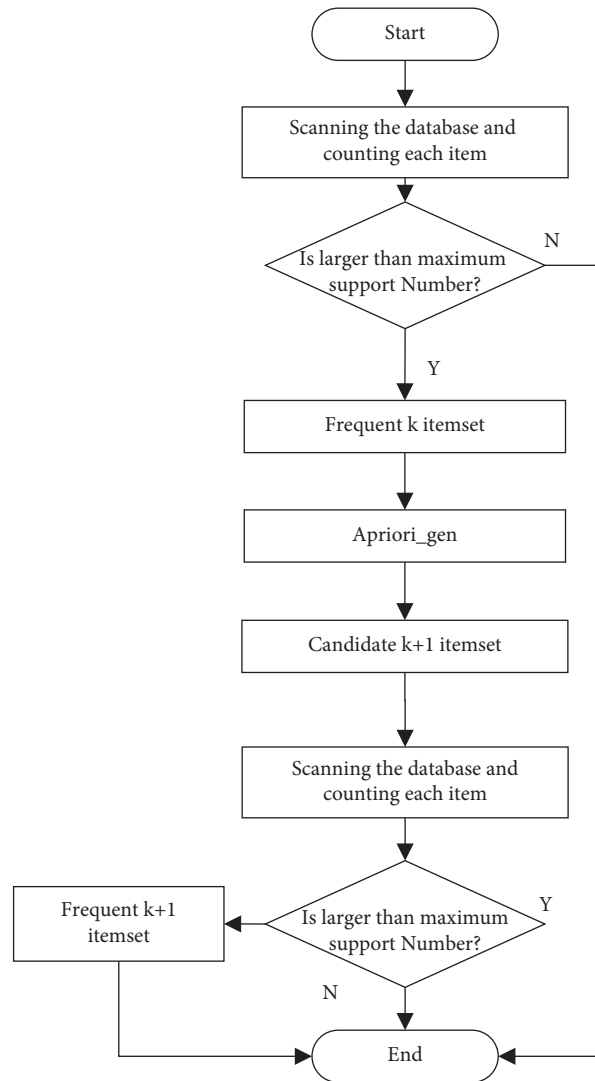 Start
Scanning the database and
counting each item
Is larger than maximum
support Number?
N
Y
Frequent k itemset
Apriori_gen
Candidate k+1 itemset
Scanning the database and
counting each item
Is larger than maximum
support Number?
Y
Frequent k+1
itemset
N
End